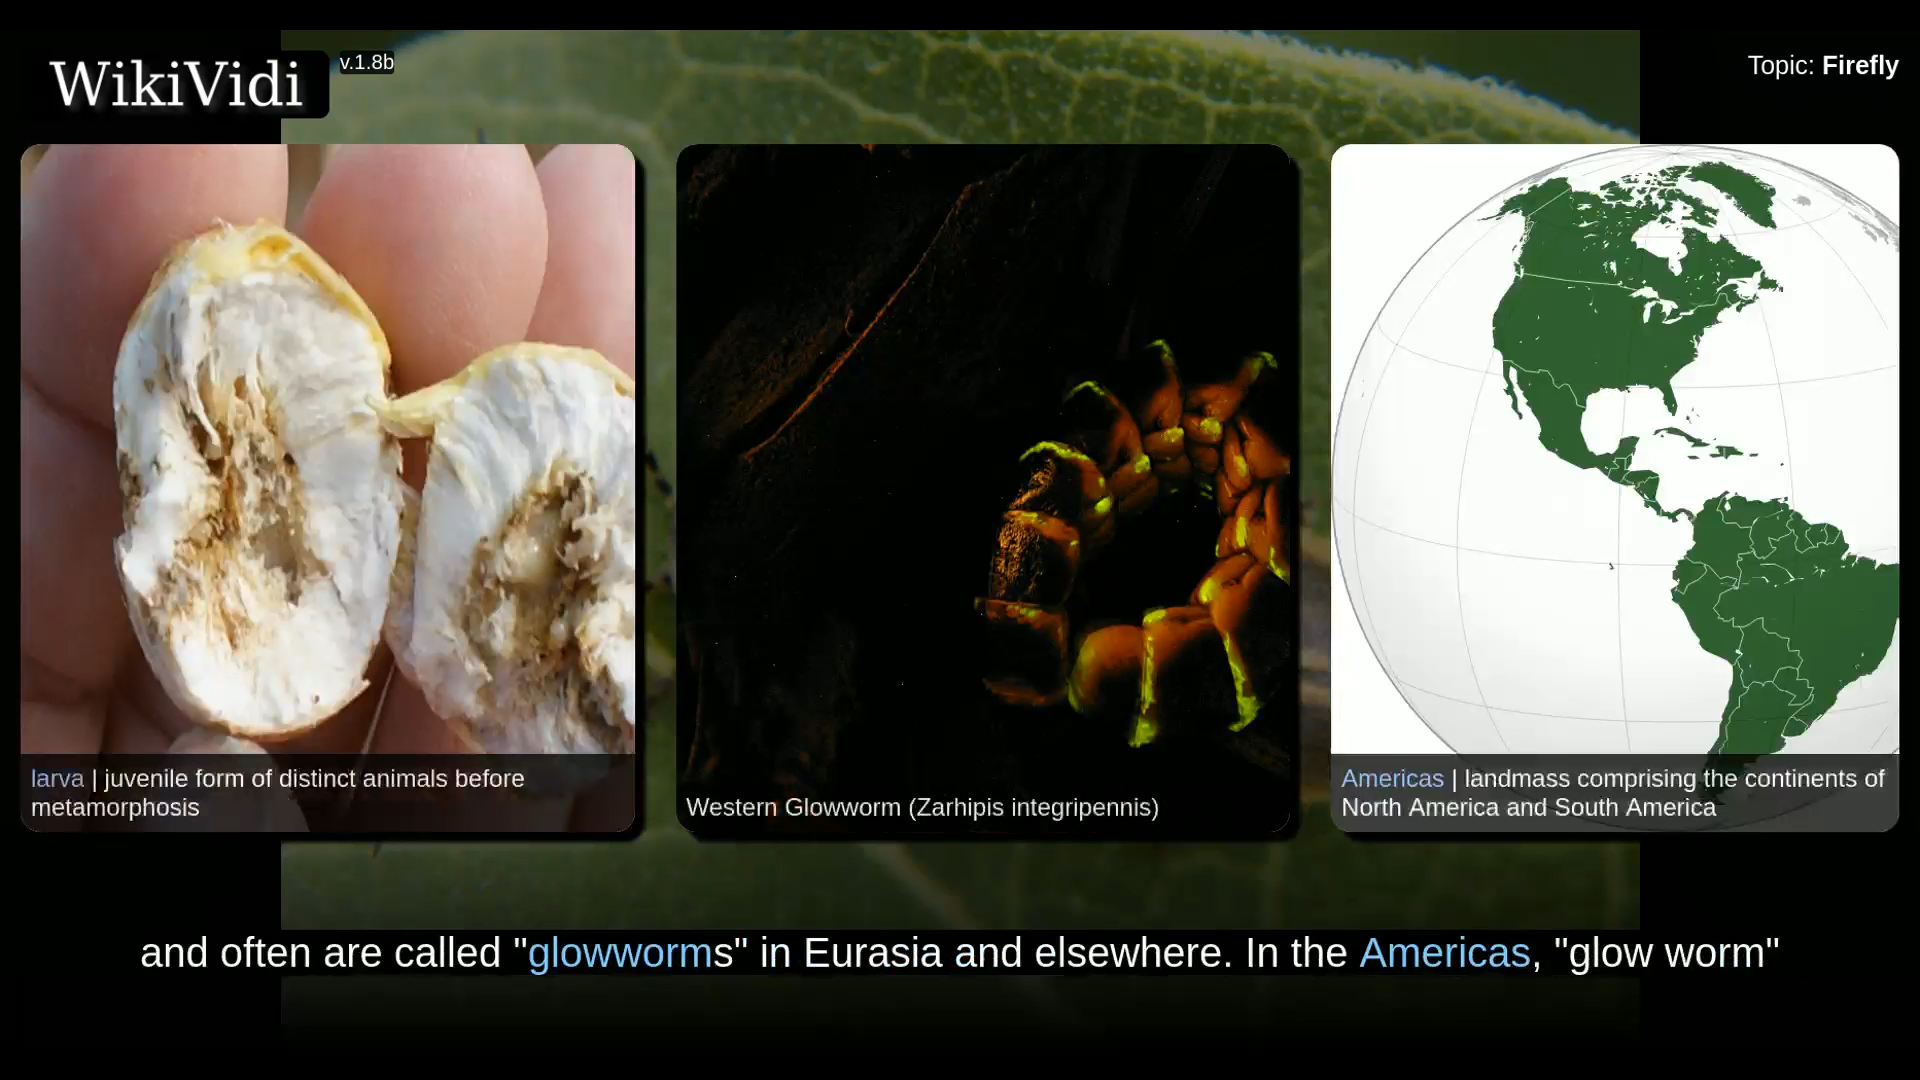 WikiVidi
v.1.8b
Topic: Firefly
larva | juvenile form of distinct animals before
metamorphosis
Western Glowworm (Zarhipis integripennis)
Americas | landmass comprising the continents of
North America and South America
and often are called "glowworms" in Eurasia and elsewhere. In the Americas, "glow worm"